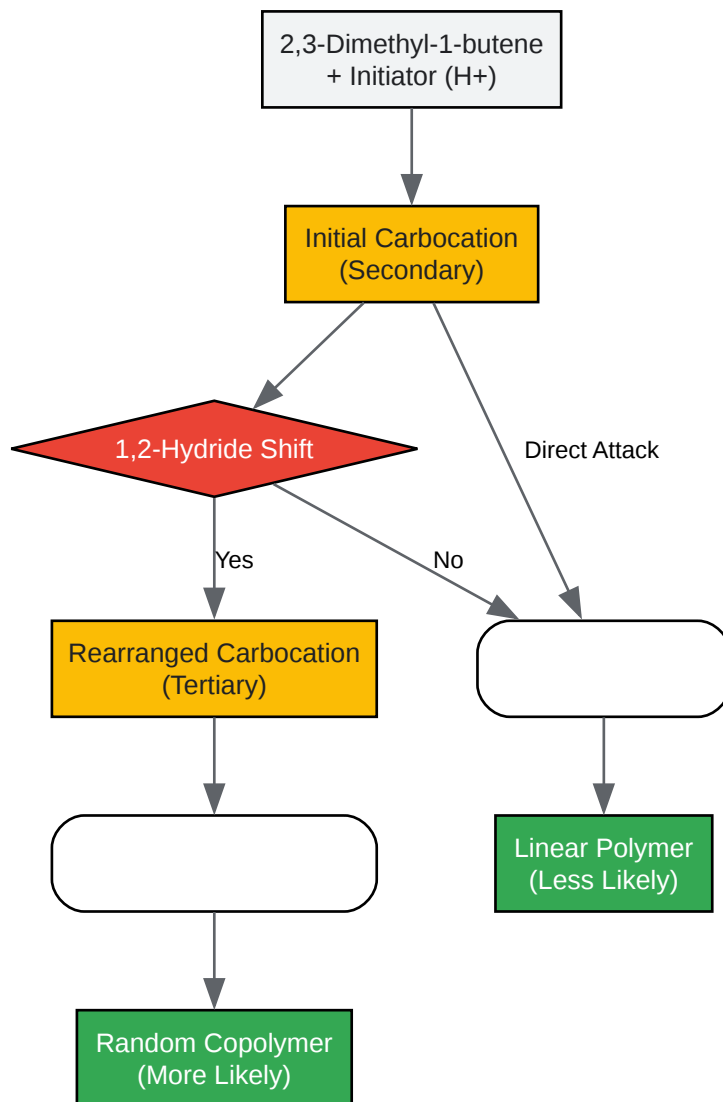 2,3-Dimethyl-1-butene
+ Initiator (H+)
Initial Carbocation
(Secondary)
1,2-Hydride Shift
Direct Attack
Yes
No
Rearranged Carbocation
(Tertiary)
Linear Polymer
(Less Likely)
Random Copolymer
(More Likely)